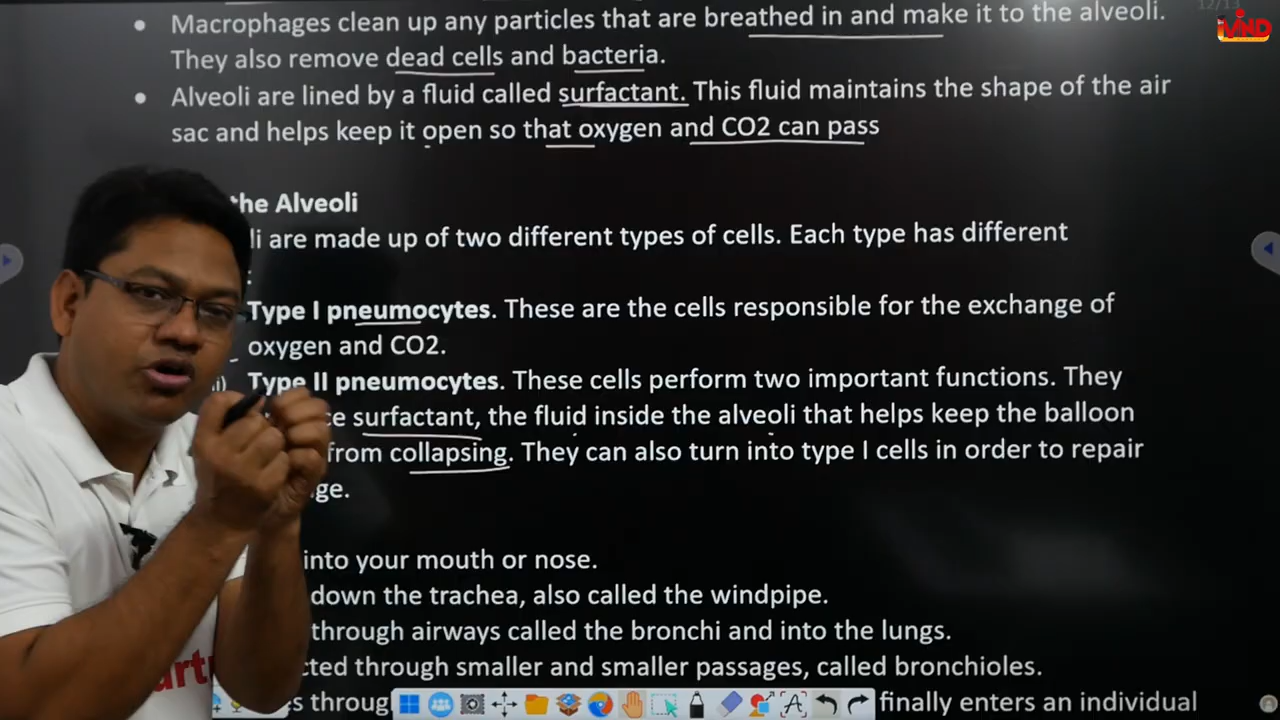 12/13
Macrophages clean up any particles that are breathed in and make it to the alveoli.
They also remove dead cells and bacteria.
Alveoli are lined by a fluid called surfactant. This fluid maintains the shape of the air
sac and helps keep it open so that oxygen and CO2 can pass
the Alveoli
li are made up of two different types of cells. Each type has different
:
Type I pneumocytes. These are the cells responsible for the exchange of
oxygen and CO2.
ii) Type II pneumocytes. These cells perform two important functions. They
ce surfactant, the fluid inside the alveoli that helps keep the balloon
from collapsing. They can also turn into type I cells in order to repair
ge.
into your mouth or nose.
down the trachea, also called the windpipe.
through airways called the bronchi and into the lungs.
cted through smaller and smaller passages, called bronchioles.
s throug finally enters an individual